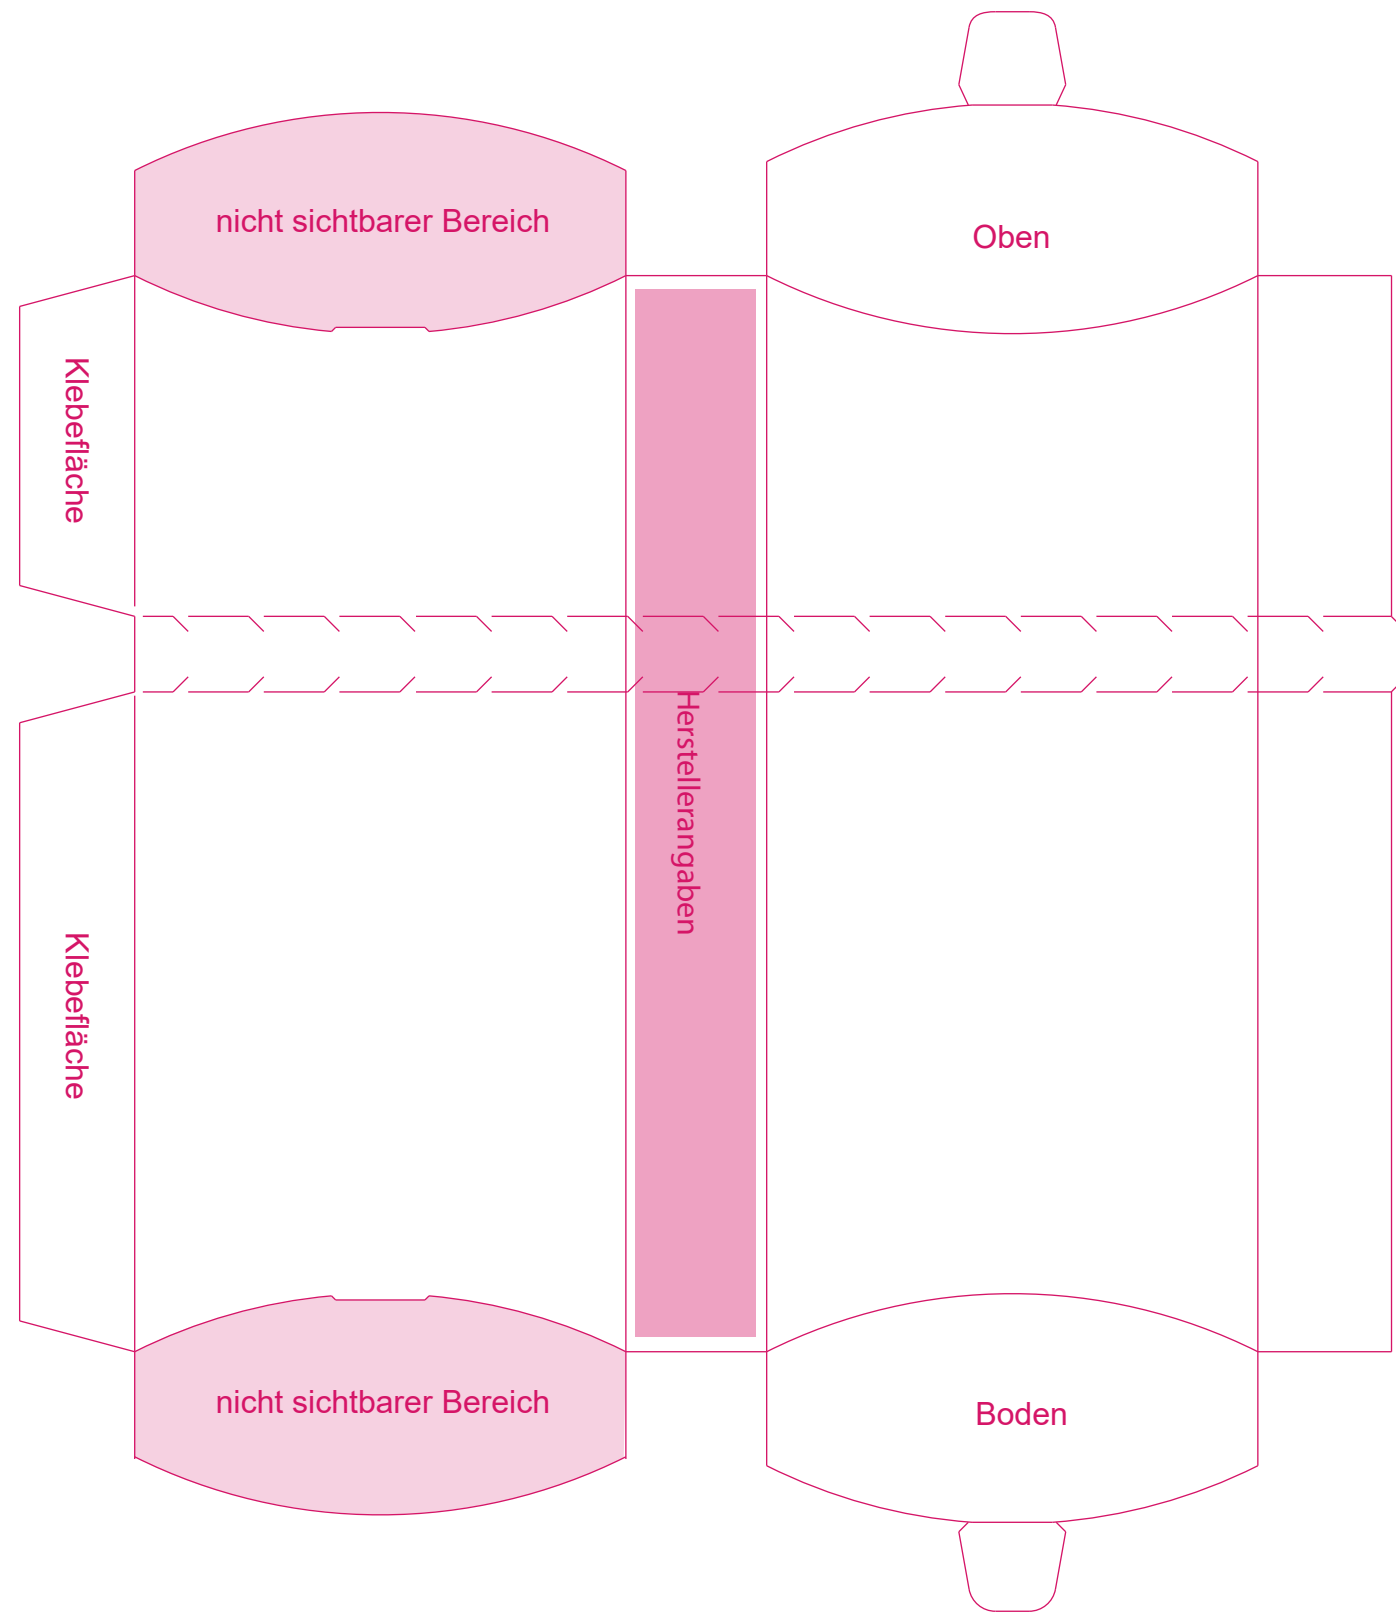 nicht sichtbarer Bereich
Oben
Klebefläche
Herstellerangaben
Klebefläche
nicht sichtbarer Bereich
Boden